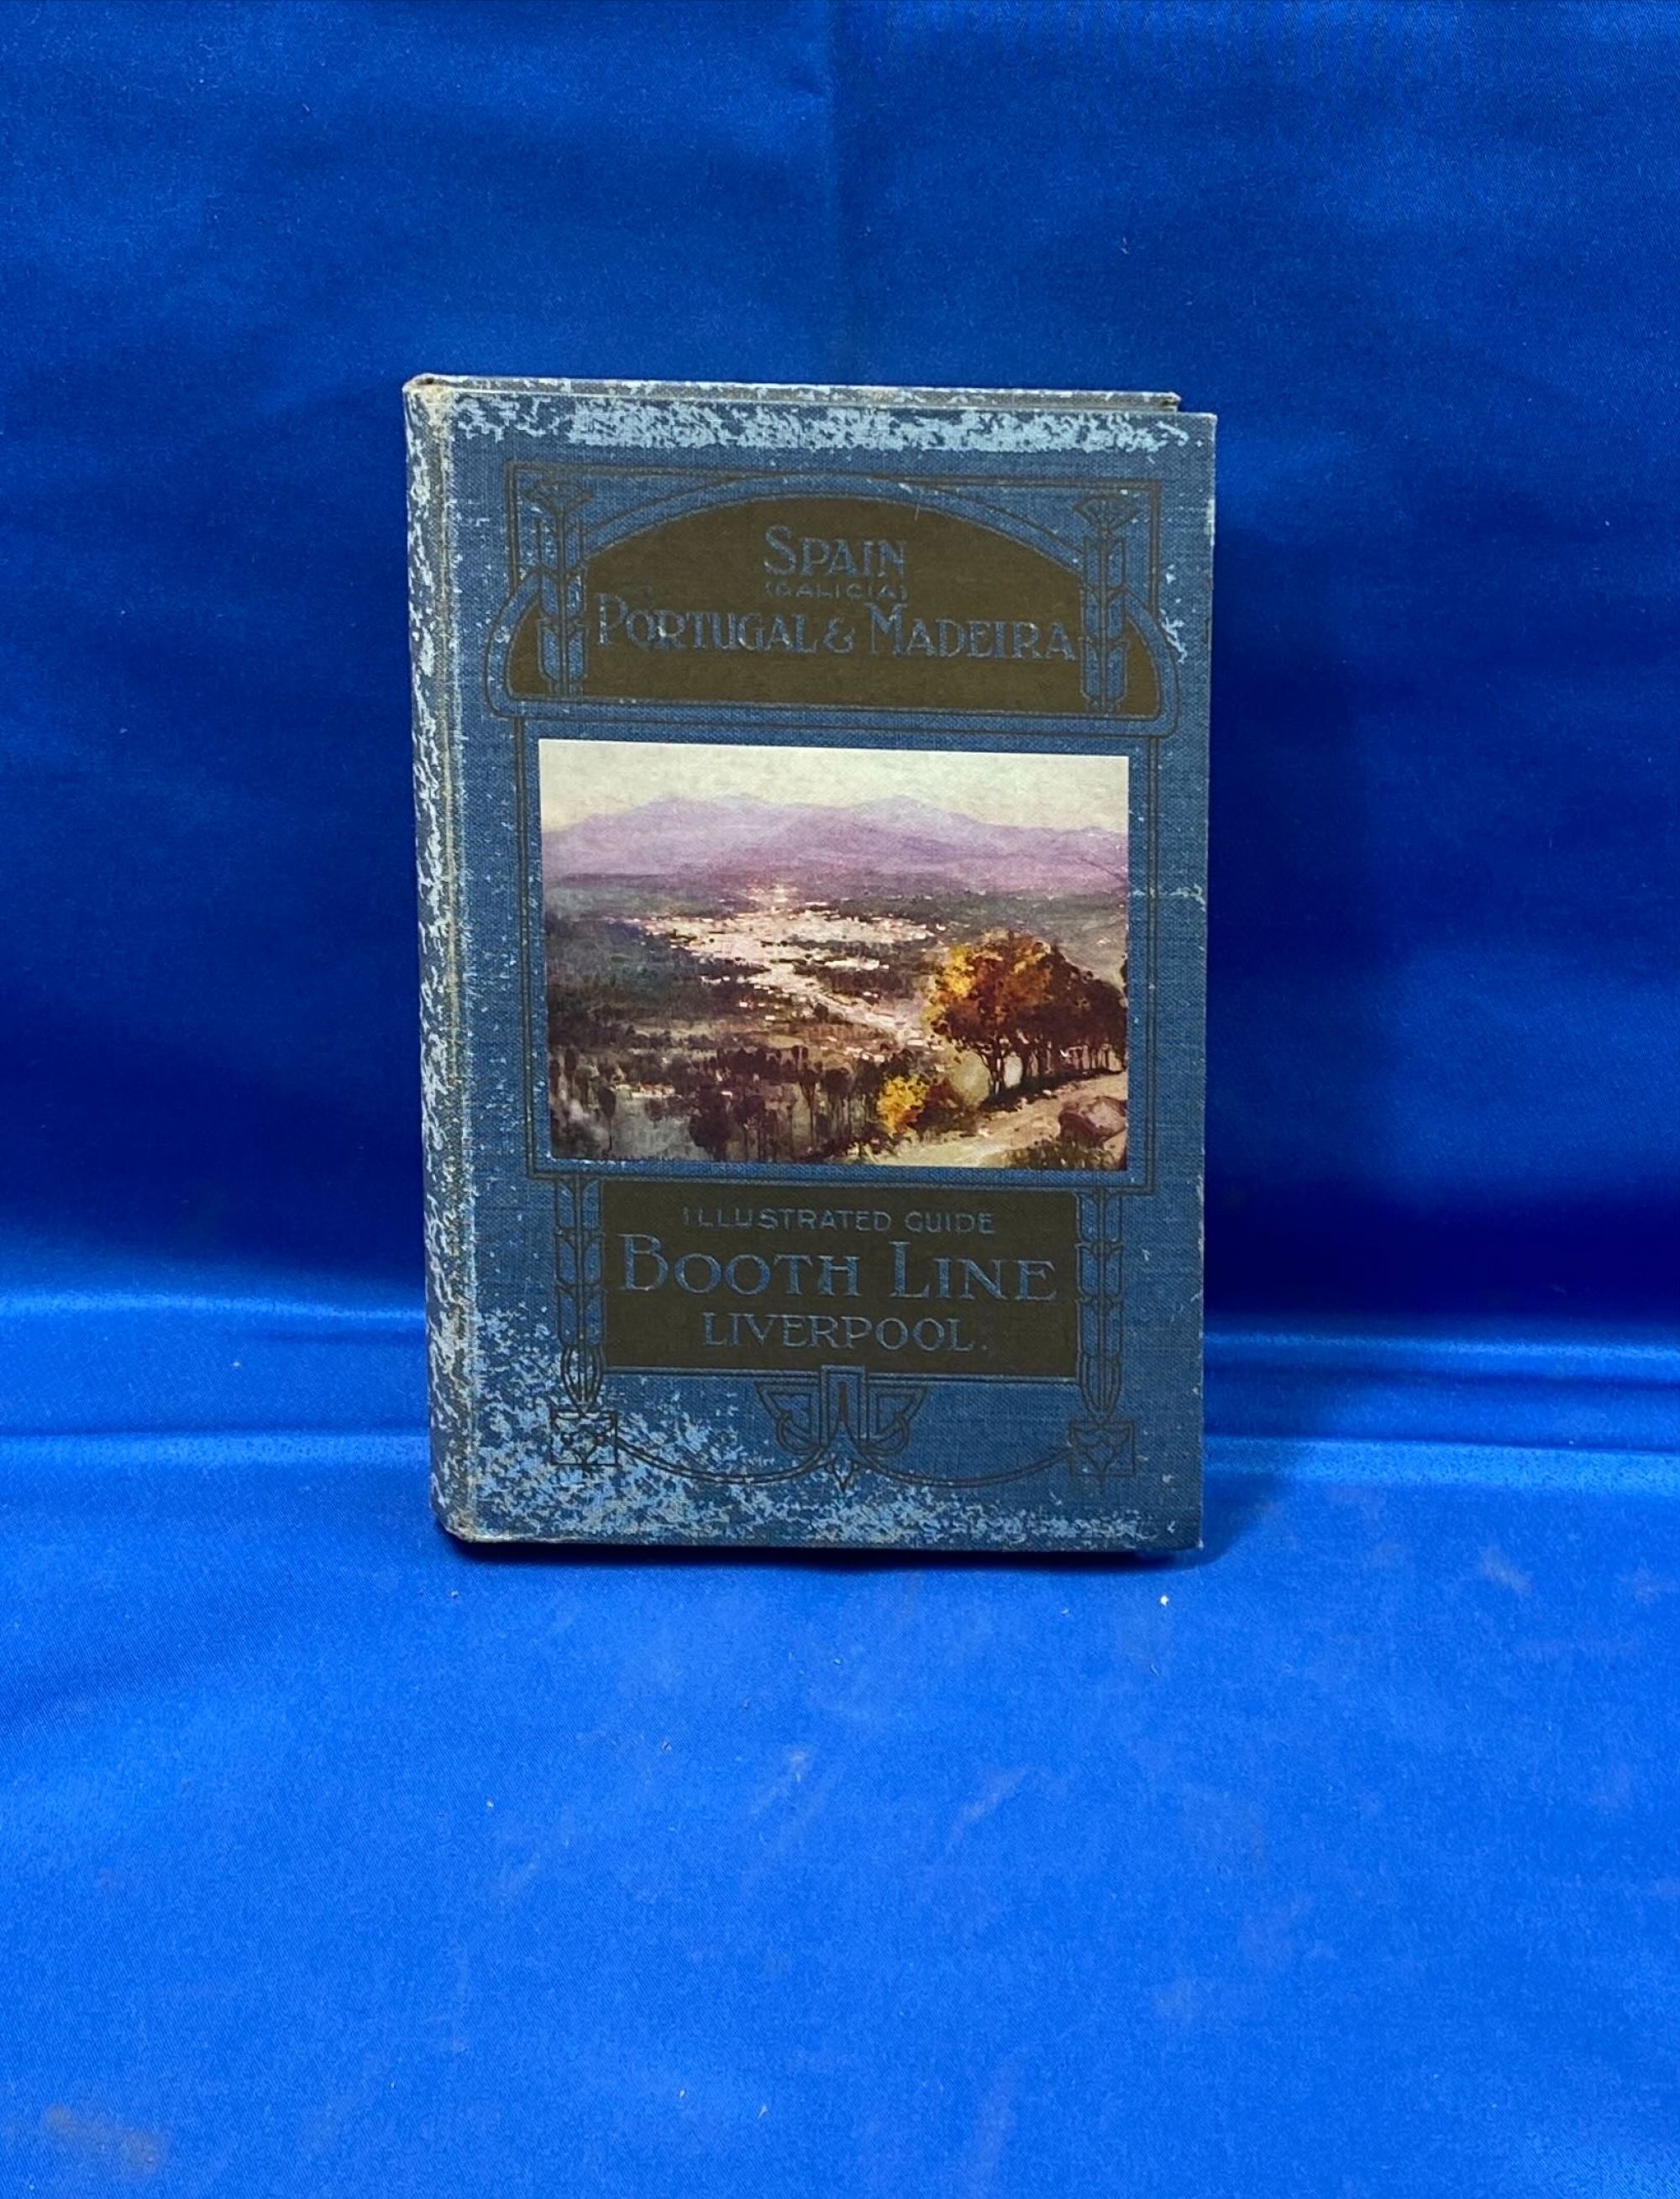 SPAIN
(GALICIA)
PORTUGAL & MADEIRA
ILLUSTRATED GUIDE
BOOTH LINE
LIVERPOOL.